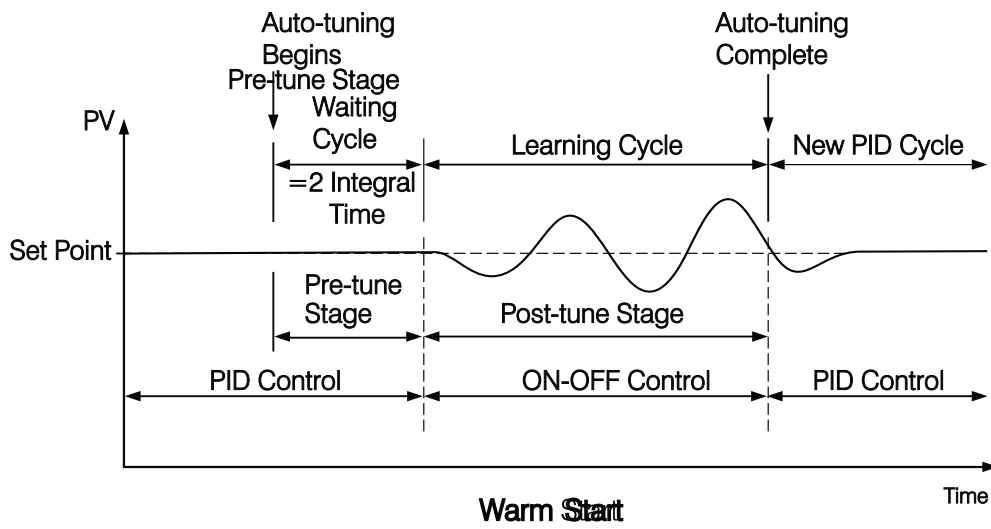 Auto-tuning
Begins
Pre-tune Stage
Waiting
Cycle
=2 Integral
Time
Auto-tuning
Complete
PV
Learning Cycle
New PID Cycle
Set Point
Pre-tune
Stage
Post-tune Stage
PID Control
ON-OFF Control
PID Control
Time
Warm Start